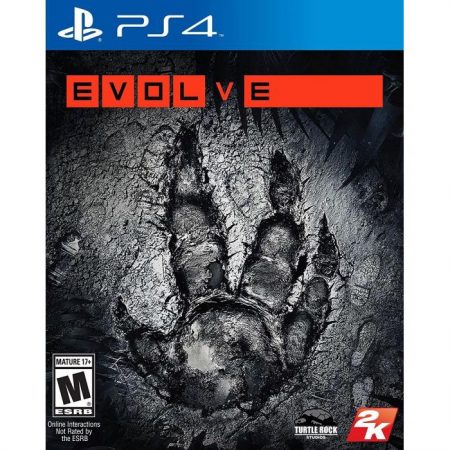 PS4
EVOLVE
MATURE 17+
M
ESRB
Online Interactions
Not Rated by
the ESRB
TURTLE ROCK
STUDIOS
2K